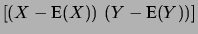 [(X − E(X)) (Y − E(Y))]